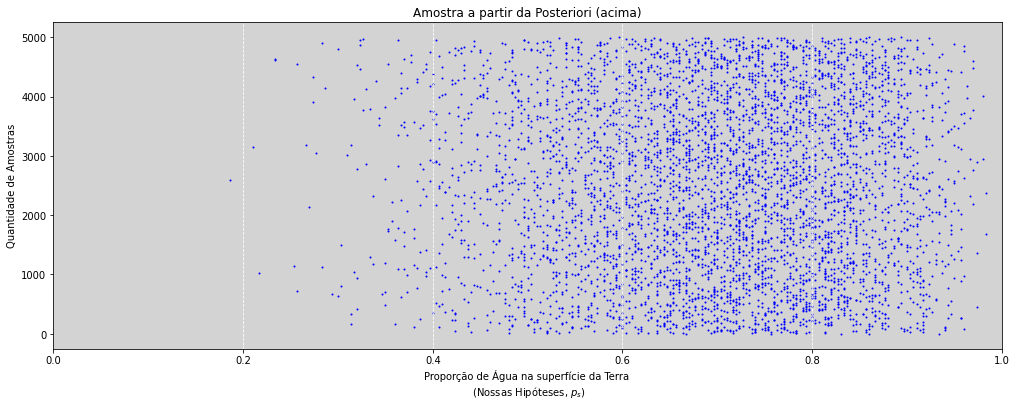 Amostra a partir da Posteriori (acima)
Quantidade de Amostras
5000
4000
3000
2000
1000
0
0.0 0.2 0.4 0.6 0.8 1.0
Proporção de Água na superfície da Terra
(Nossas Hipóteses, pₛ)